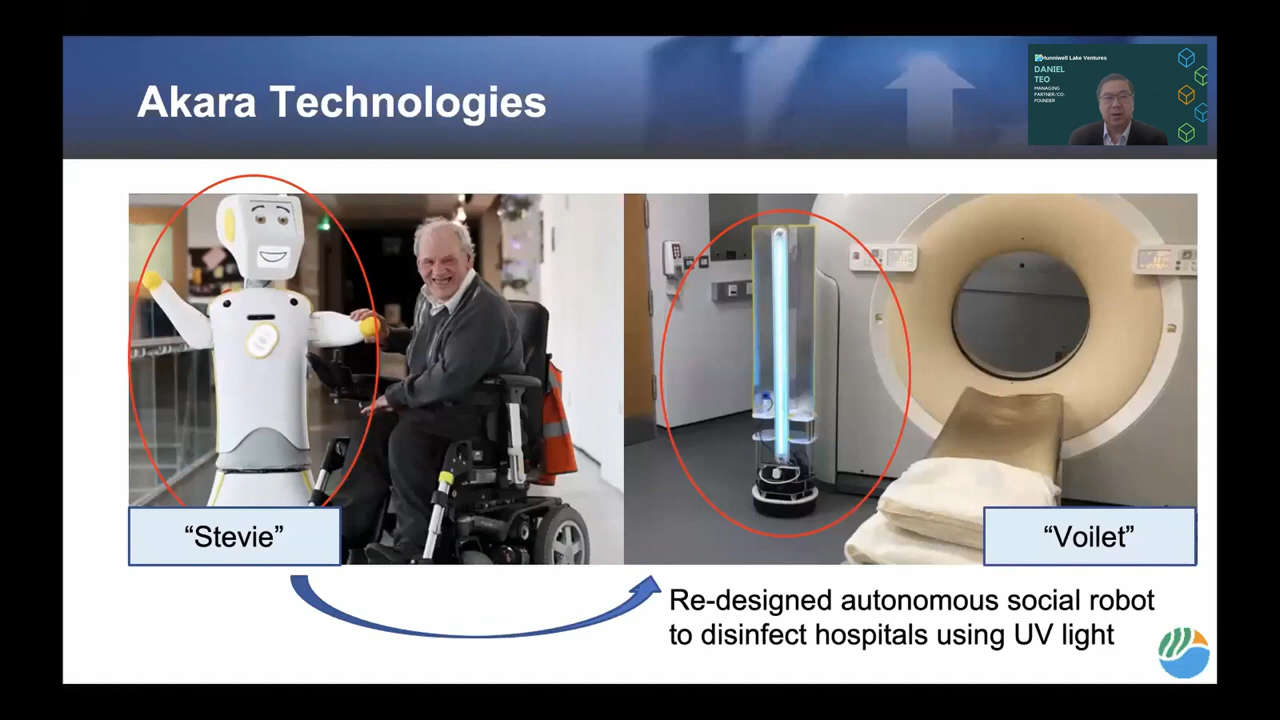 Akara Technologies
Hunniwell Lake Ventures
DANIEL
TEO
MANAGING
PARTNER/CO-
FOUNDER
“Stevie”
“Voilet”
Re-designed autonomous social robot
to disinfect hospitals using UV light